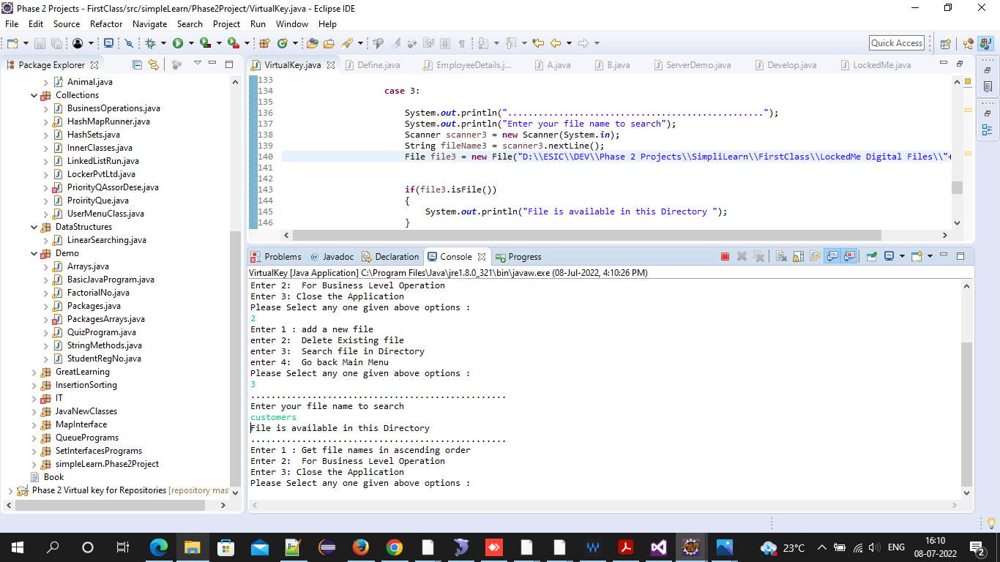 Phase 2 Projects - FirstClass/src/simpleLearn/Phase2Project/VirtualKey.java - Eclipse IDE
File Edit Source Refactor Navigate Search Project Run Window Help
Quick Access
Package Explorer
Animal.java
Collections
BusinessOperations.java
HashMapRunner.java
HashSets.java
InnerClasses.java
LinkedListRun.java
LockerPvtLtd.java
PriorityQAssorDese.java
ProirityQue.java
UserMenuClass.java
DataStructures
LinearSearching.java
Demo
Arrays.java
BasicJavaProgram.java
FactorialNo.java
Packages.java
PackagesArrays.java
QuizProgram.java
StringMethods.java
StudentRegNo.java
GreatLearning
InsertionSorting
IT
JavaNewClasses
MapInterface
QueuePrograms
SetInterfacesPrograms
simpleLearn.Phase2Project
Book
Phase 2 Virtual key for Repositories [repository mas
VirtualKey.java Define.java EmployeeDetails.j... A.java B.java ServerDemo.java Develop.java LockedMe.java
133
134 case 3:
135
136 System.out.println("..................................................");
137 System.out.println("Enter your file name to search");
138 Scanner scanner3 = new Scanner(System.in);
139 String fileName3 = scanner3.nextLine();
140 File file3 = new File("D:\\ESIC\\DEV\\Phase 2 Projects\\SimpliLearn\\FirstClass\\LockedMe Digital Files\\"+
141
142
143 if(file3.isFile())
144 {
145 System.out.println("File is available in this Directory ");
146 }
Problems Javadoc Declaration Console Progress
VirtualKey [Java Application] C:\Program Files\Java\jre1.8.0_321\bin\javaw.exe (08-Jul-2022, 4:10:26 PM)
Enter 2:  For Business Level Operation
Enter 3: Close the Application
Please Select any one given above options :
2
Enter 1 : add a new file
enter 2:  Delete Existing file
enter 3:  Search file in Directory
enter 4:  Go back Main Menu
Please Select any one given above options :
3
..................................................
Enter your file name to search
customers
File is available in this Directory
..................................................
Enter 1 : Get file names in ascending order
Enter 2:  For Business Level Operation
Enter 3: Close the Application
Please Select any one given above options :
23°C
ENG
16:10
08-07-2022
2